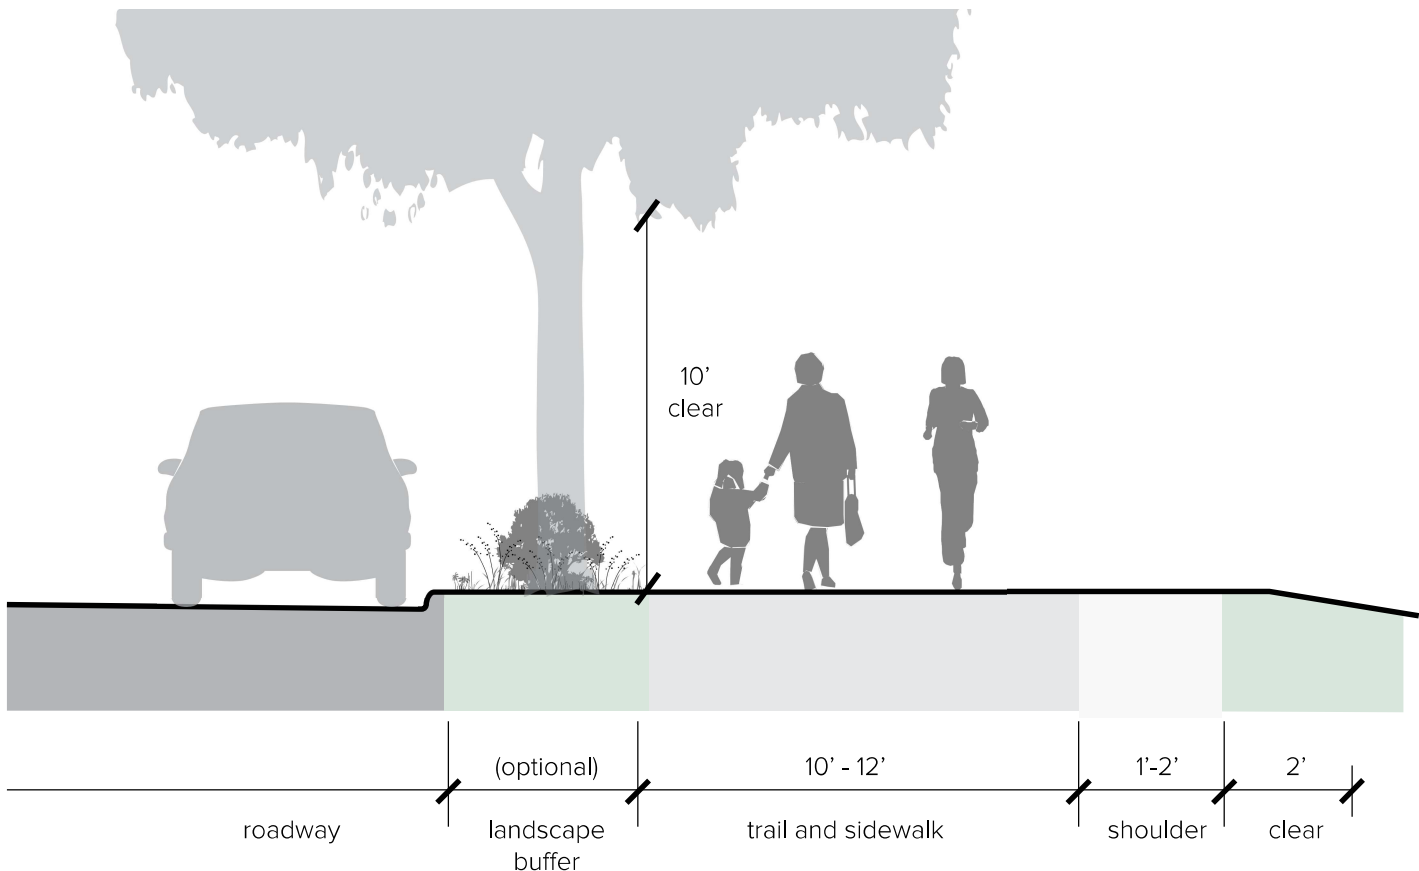 10’
clear
(optional)
10’ - 12’
1’-2’
2’
roadway
landscape
buffer
trail and sidewalk
shoulder
clear